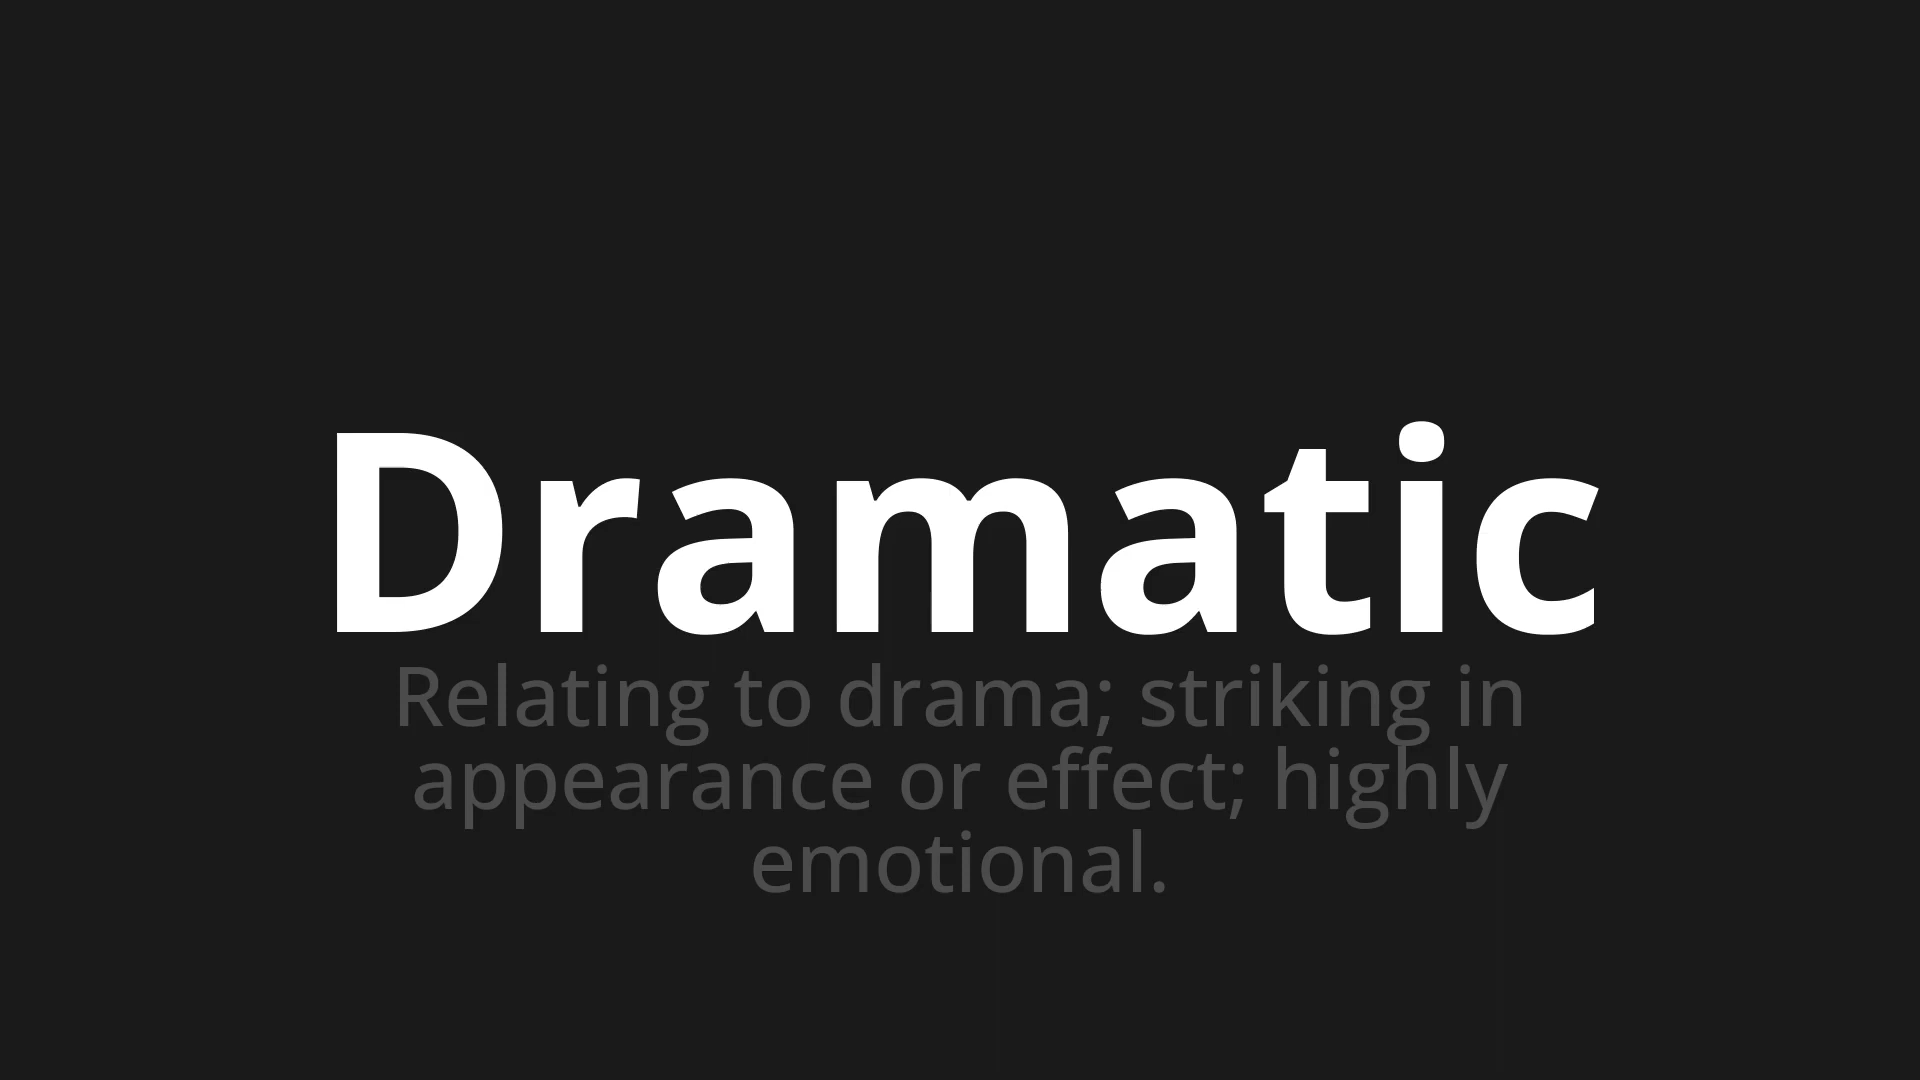 Dramatic
Relating to drama; striking in
appearance or effect; highly
emotional.